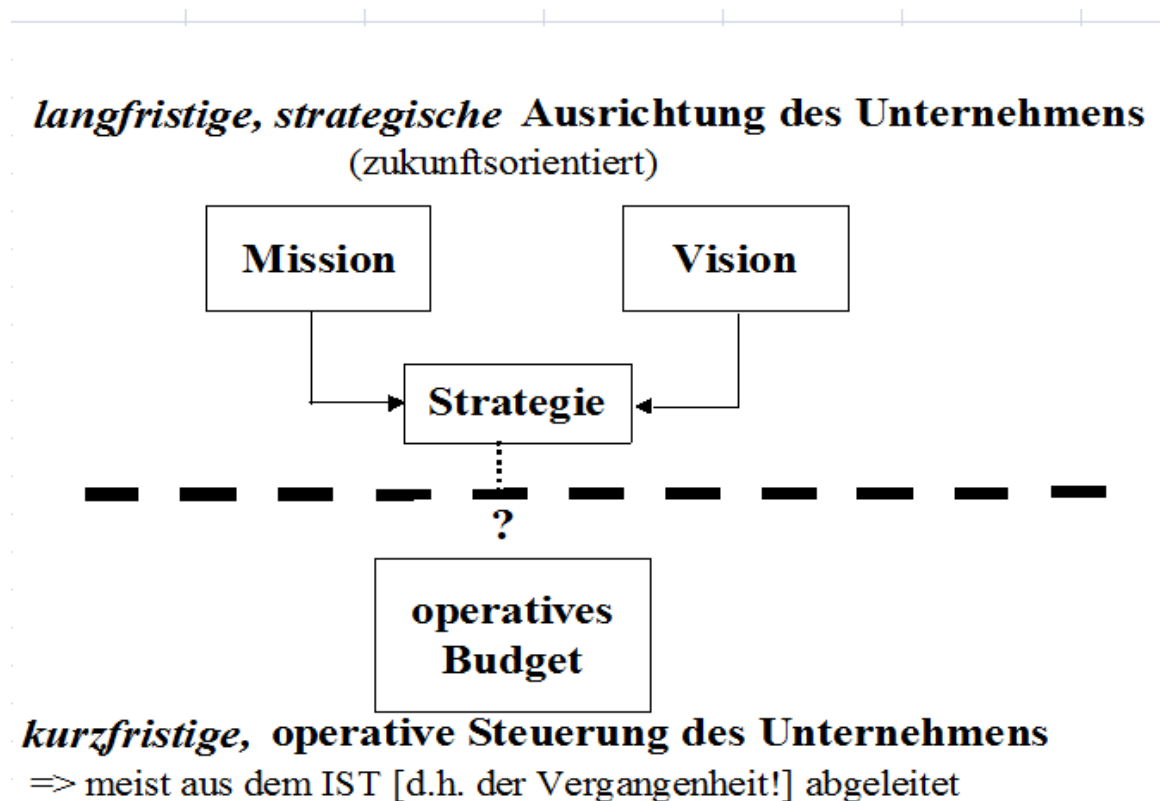 langfristige, strategische Ausrichtung des Unternehmens
(zukunftsorientiert)
Mission
Vision
Strategie
?
operatives
Budget
kurzfristige, operative Steuerung des Unternehmens
=> meist aus dem IST [d.h. der Vergangenheit!] abgeleitet